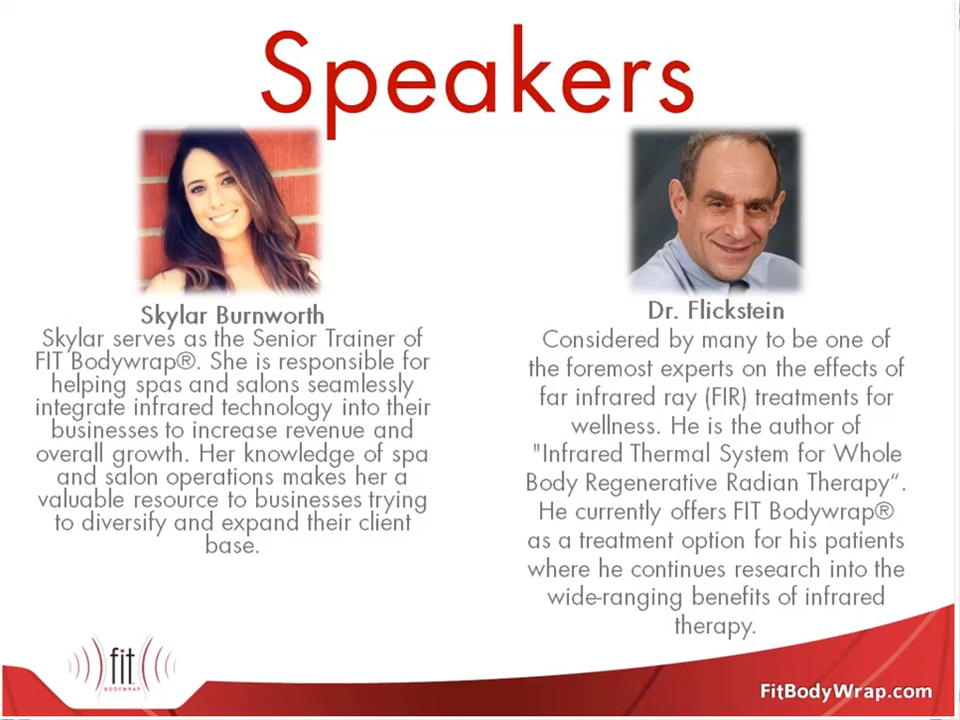 Speakers
Skylar Burnworth
Skylar serves as the Senior Trainer of
FIT Bodywrap®. She is responsible for
helping spas and salons seamlessly
integrate infrared technology into their
businesses to increase revenue and
overall growth. Her knowledge of spa
and salon operations makes her a
valuable resource to businesses trying
to diversify and expand their client
base.
Dr. Flickstein
Considered by many to be one of
the foremost experts on the effects of
far infrared ray (FIR) treatments for
wellness. He is the author of
"Infrared Thermal System for Whole
Body Regenerative Radian Therapy“.
He currently offers FIT Bodywrap®
as a treatment option for his patients
where he continues research into the
wide-ranging benefits of infrared
therapy.
fit
BODYWRAP
FitBodyWrap.com